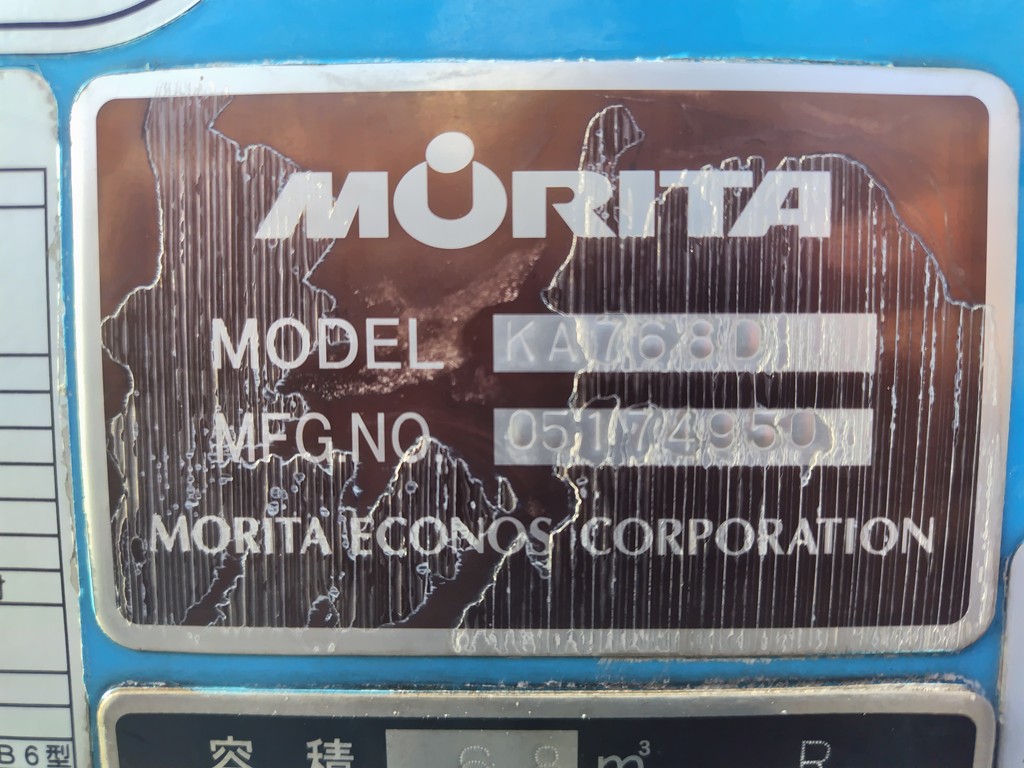 MORITA
MODEL KA768D
MFG NO. 05174950
MORITA ECONOS CORPORATION
B6型
容積 m³